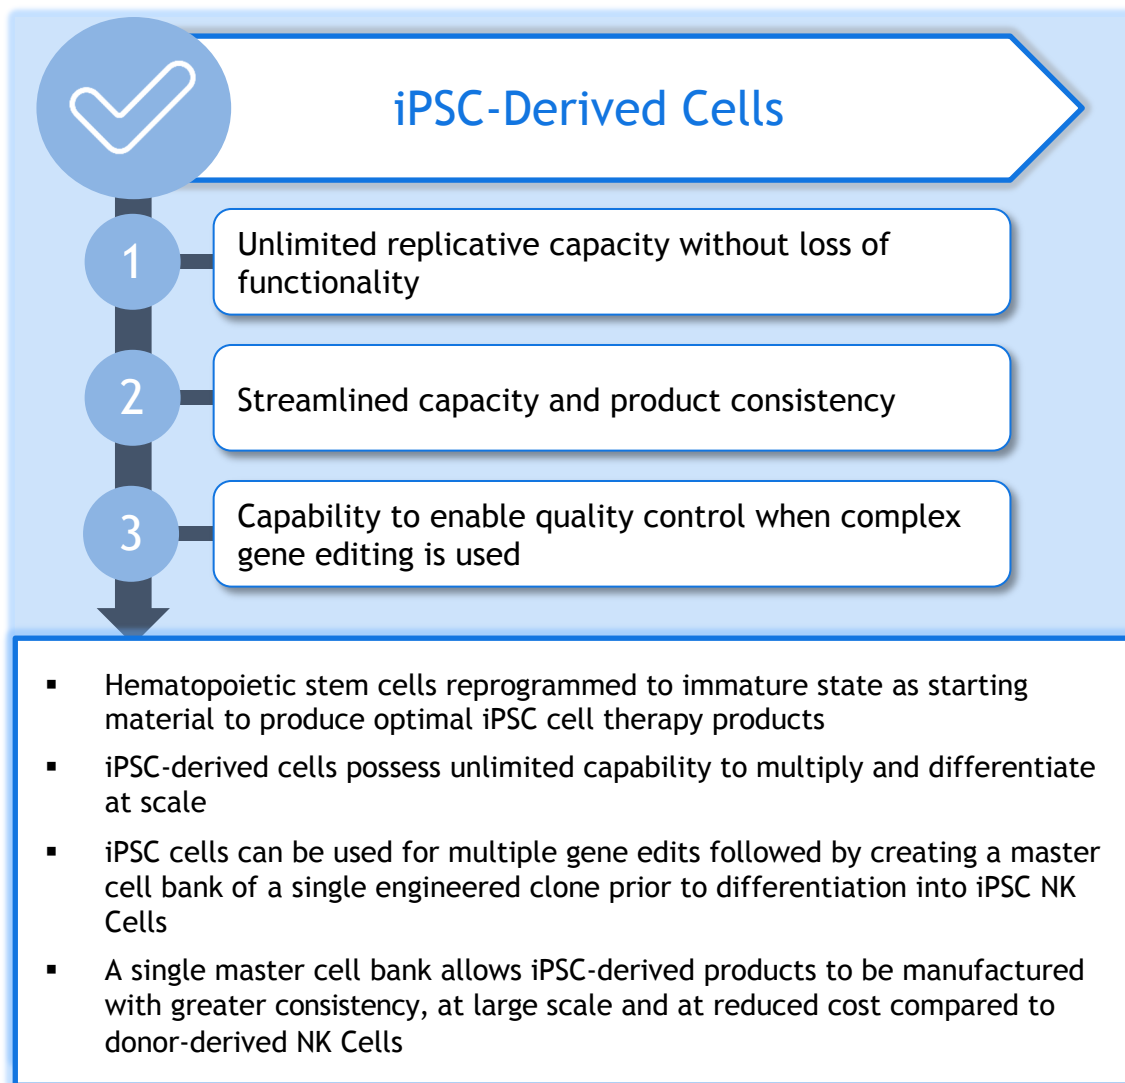 iPSC-Derived Cells
1
Unlimited replicative capacity without loss of
functionality
2
Streamlined capacity and product consistency
3
Capability to enable quality control when complex
gene editing is used
▪ Hematopoietic stem cells reprogrammed to immature state as starting
material to produce optimal iPSC cell therapy products
▪ iPSC-derived cells possess unlimited capability to multiply and differentiate
at scale
▪ iPSC cells can be used for multiple gene edits followed by creating a master
cell bank of a single engineered clone prior to differentiation into iPSC NK
Cells
▪ A single master cell bank allows iPSC-derived products to be manufactured
with greater consistency, at large scale and at reduced cost compared to
donor-derived NK Cells